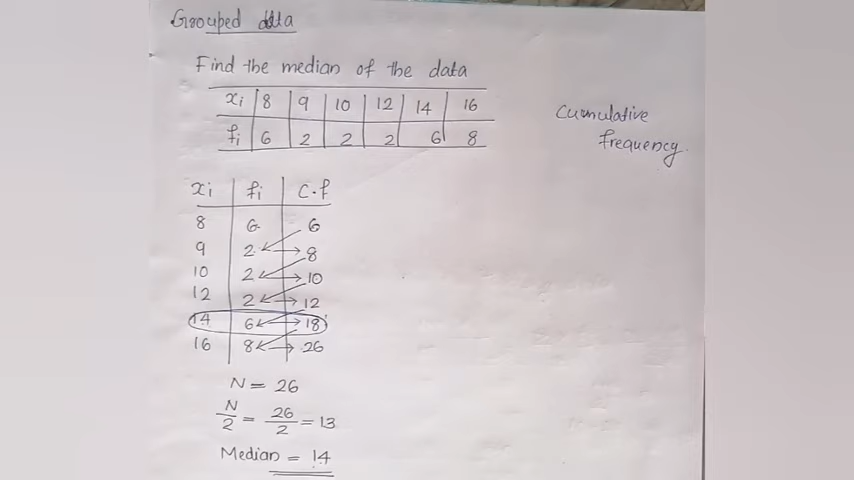 Grouped data
Find the median of the data
xi 8 9 10 12 14 16
fi 6 2 2 2 6 8
Cumulative
frequency.
xi fi C.f
8 6 6
9 2 8
10 2 10
12 2 12
14 6 18
16 8 26
N = 26
N/2 = 26/2 = 13
Median = 14